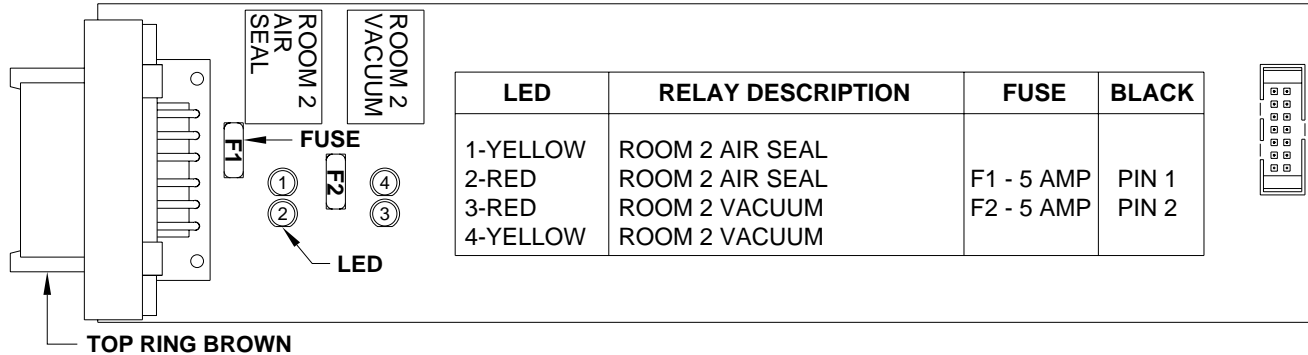 ROOM 2
AIR
SEAL
ROOM 2
VACUUM
F1
FUSE
F2
1
2
4
3
LED
TOP RING BROWN
LED RELAY DESCRIPTION FUSE BLACK
1-YELLOW ROOM 2 AIR SEAL
2-RED ROOM 2 AIR SEAL F1 - 5 AMP PIN 1
3-RED ROOM 2 VACUUM F2 - 5 AMP PIN 2
4-YELLOW ROOM 2 VACUUM